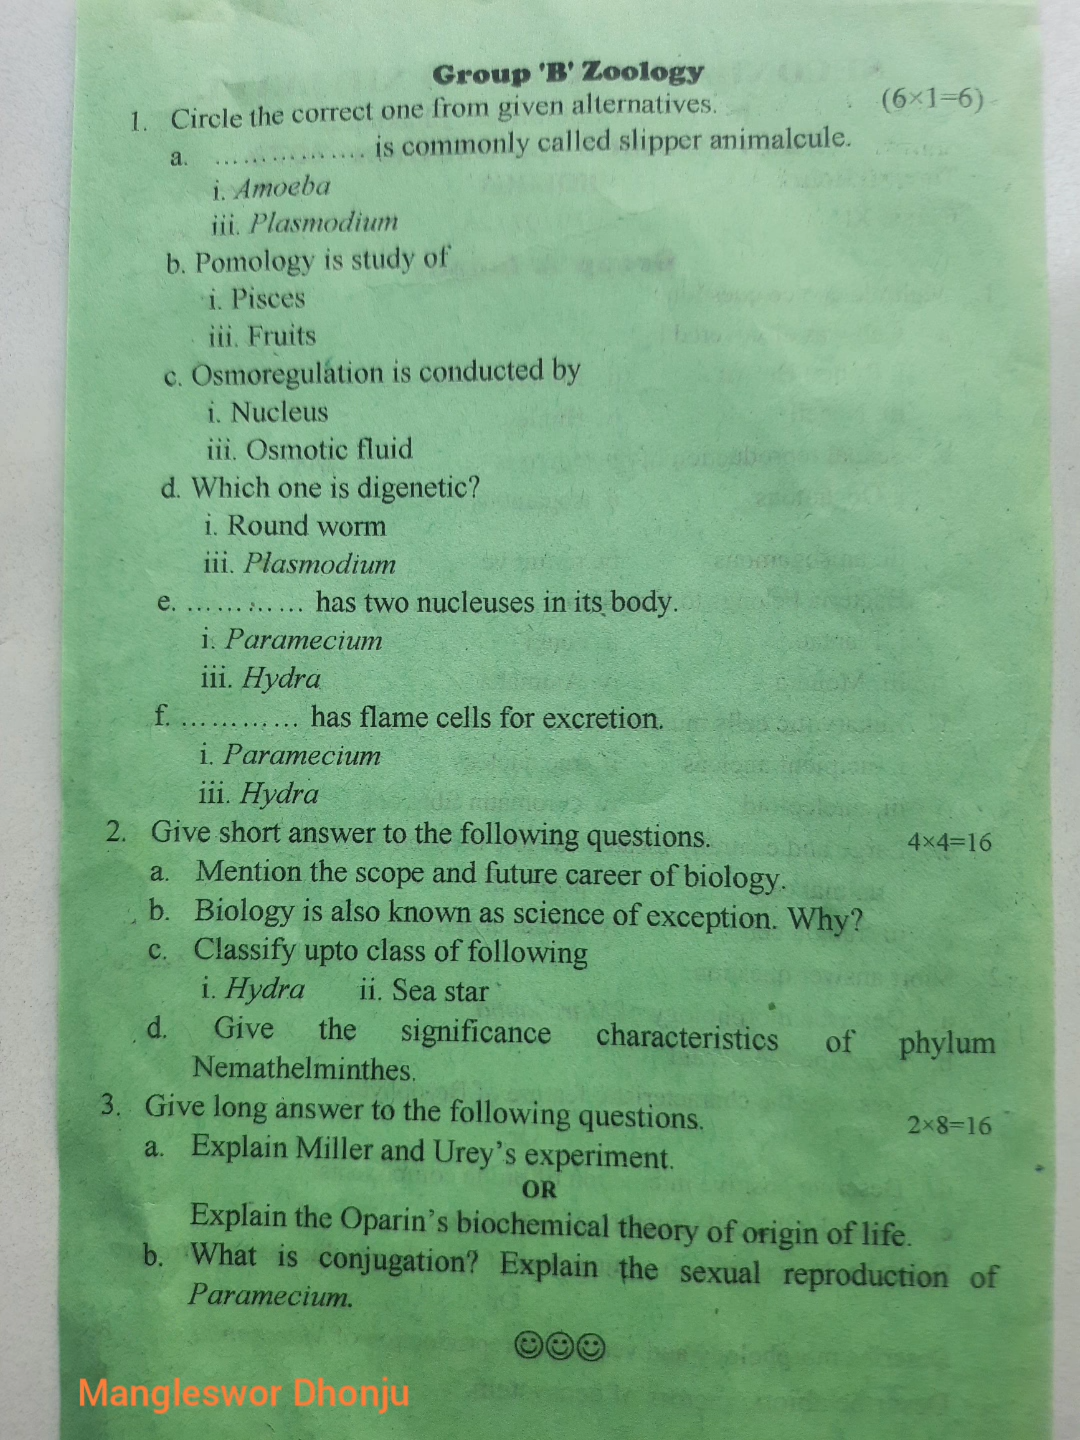 Group 'B' Zoology
1. Circle the correct one from given alternatives. (6×1=6)
a. ................ is commonly called slipper animalcule.
i. Amoeba
iii. Plasmodium
b. Pomology is study of
i. Pisces
iii. Fruits
c. Osmoregulation is conducted by
i. Nucleus
iii. Osmotic fluid
d. Which one is digenetic?
i. Round worm
iii. Plasmodium
e. ............ has two nucleuses in its body.
i. Paramecium
iii. Hydra
f. ............ has flame cells for excretion.
i. Paramecium
iii. Hydra
2. Give short answer to the following questions. 4×4=16
a. Mention the scope and future career of biology.
b. Biology is also known as science of exception. Why?
c. Classify upto class of following
i. Hydra ii. Sea star
d. Give the significance characteristics of phylum
Nemathelminthes.
3. Give long answer to the following questions. 2×8=16
a. Explain Miller and Urey's experiment.
OR
Explain the Oparin's biochemical theory of origin of life.
b. What is conjugation? Explain the sexual reproduction of
Paramecium.
☺☺☺
Mangleswor Dhonju